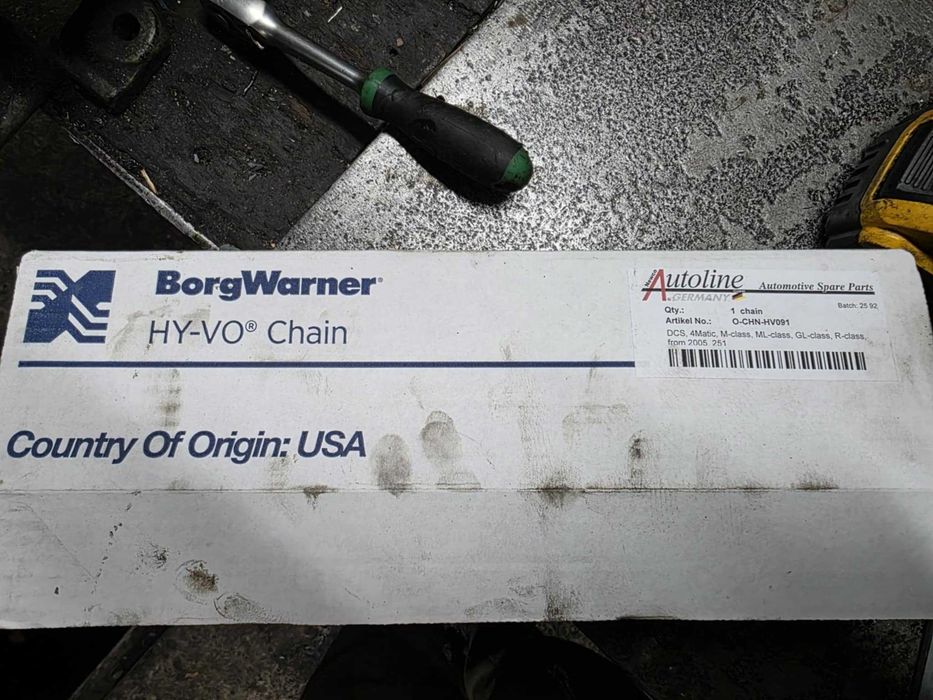 BorgWarner®
HY-VO® Chain
Autoline
GERMANY
Automotive Spare Parts
Batch: 25 92
Qty.: 1 chain
Artikel No.: O-CHN-HV091
DCS, 4Matic, M-class, ML-class, GL-class, R-class,
from 2005, 251
Country Of Origin: USA